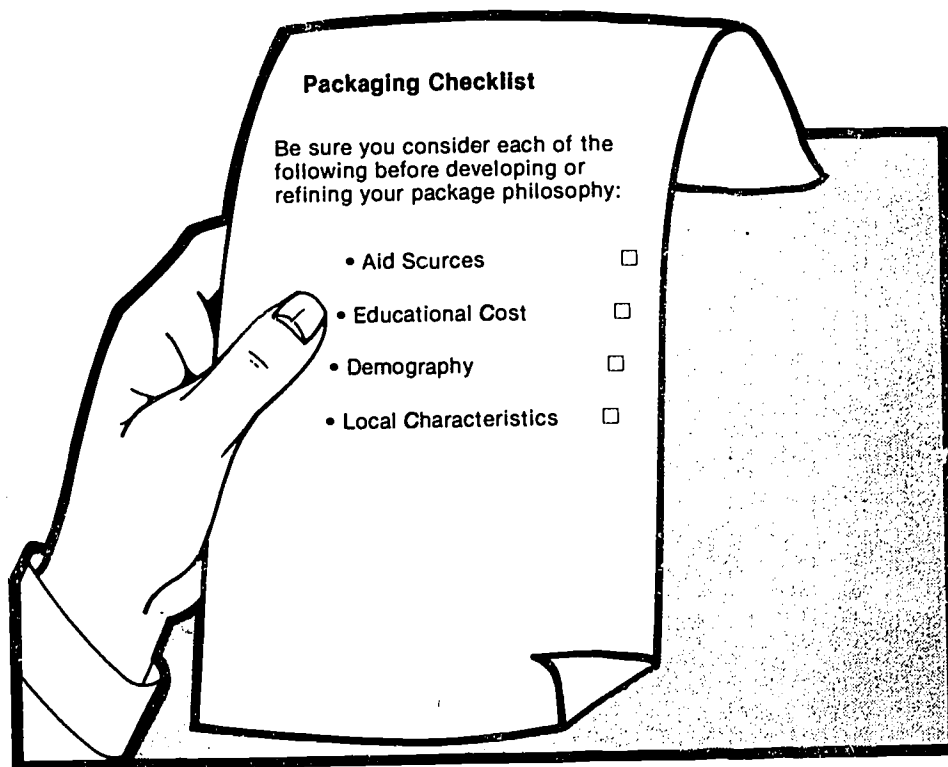 Packaging Checklist
Be sure you consider each of the
following before developing or
refining your package philosophy:
• Aid Scurces □
• Educational Cost □
• Demography □
• Local Characteristics □